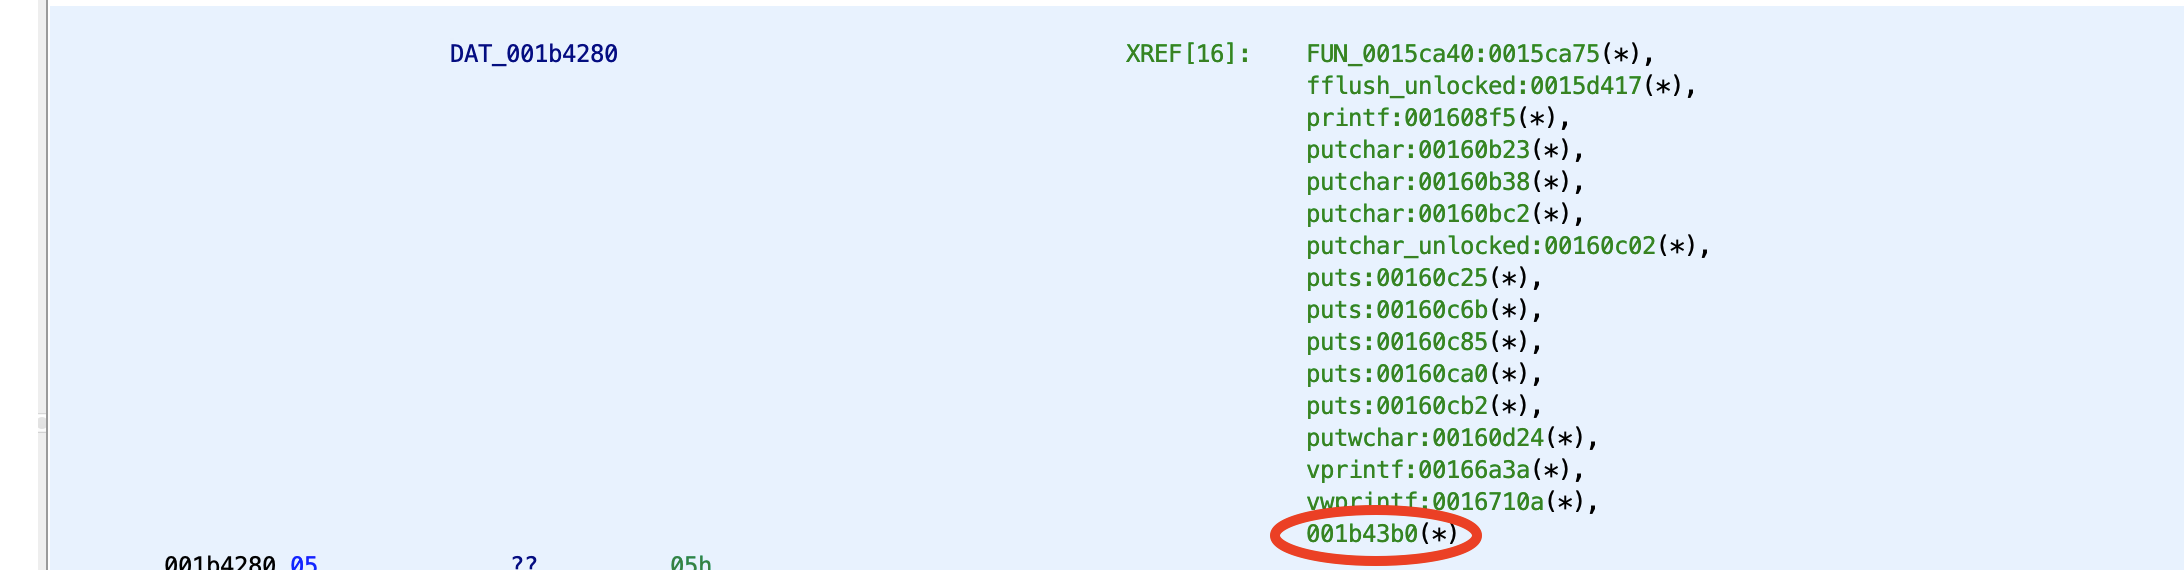 DAT_001b4280 XREF[16]: FUN_0015ca40:0015ca75(*),
fflush_unlocked:0015d417(*),
printf:001608f5(*),
putchar:00160b23(*),
putchar:00160b38(*),
putchar:00160bc2(*),
putchar_unlocked:00160c02(*),
puts:00160c25(*),
puts:00160c6b(*),
puts:00160c85(*),
puts:00160ca0(*),
puts:00160cb2(*),
putwchar:00160d24(*),
vprintf:00166a3a(*),
vwprintf:0016710a(*),
001b43b0(*)
001b4280 05 ?? 05h